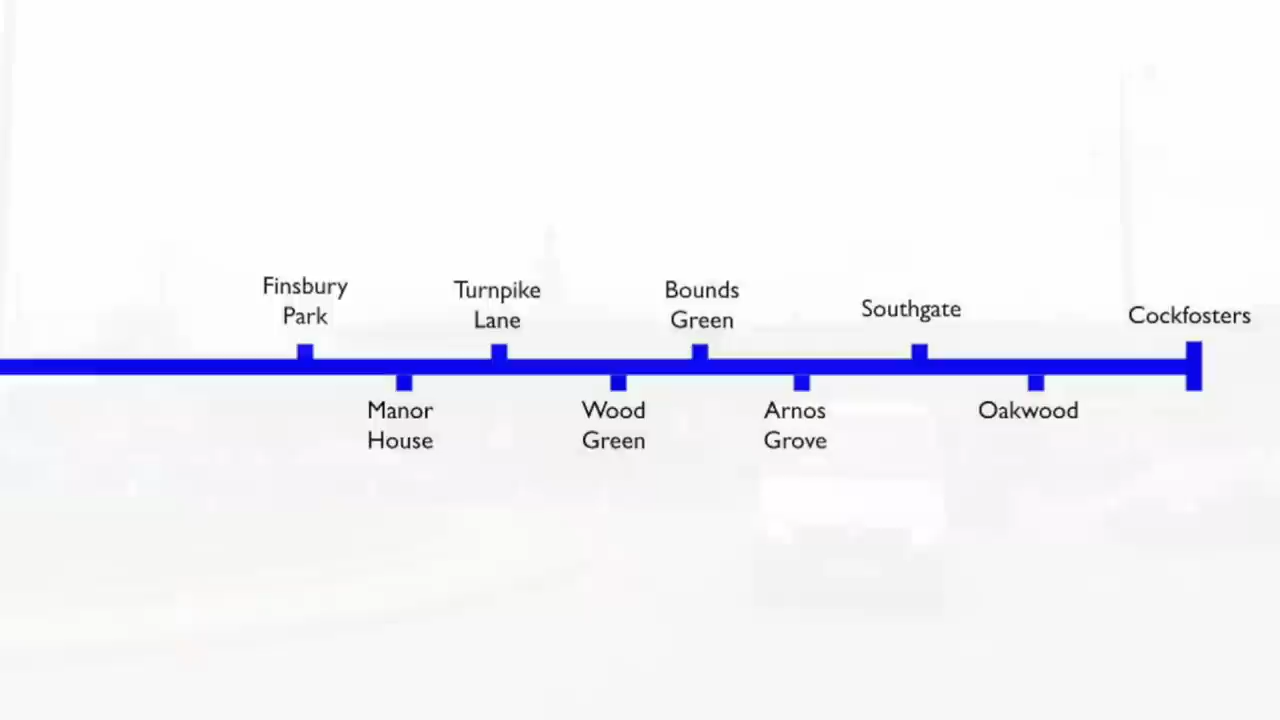 Finsbury
Park
Manor
House
Turnpike
Lane
Wood
Green
Bounds
Green
Arnos
Grove
Southgate
Oakwood
Cockfosters